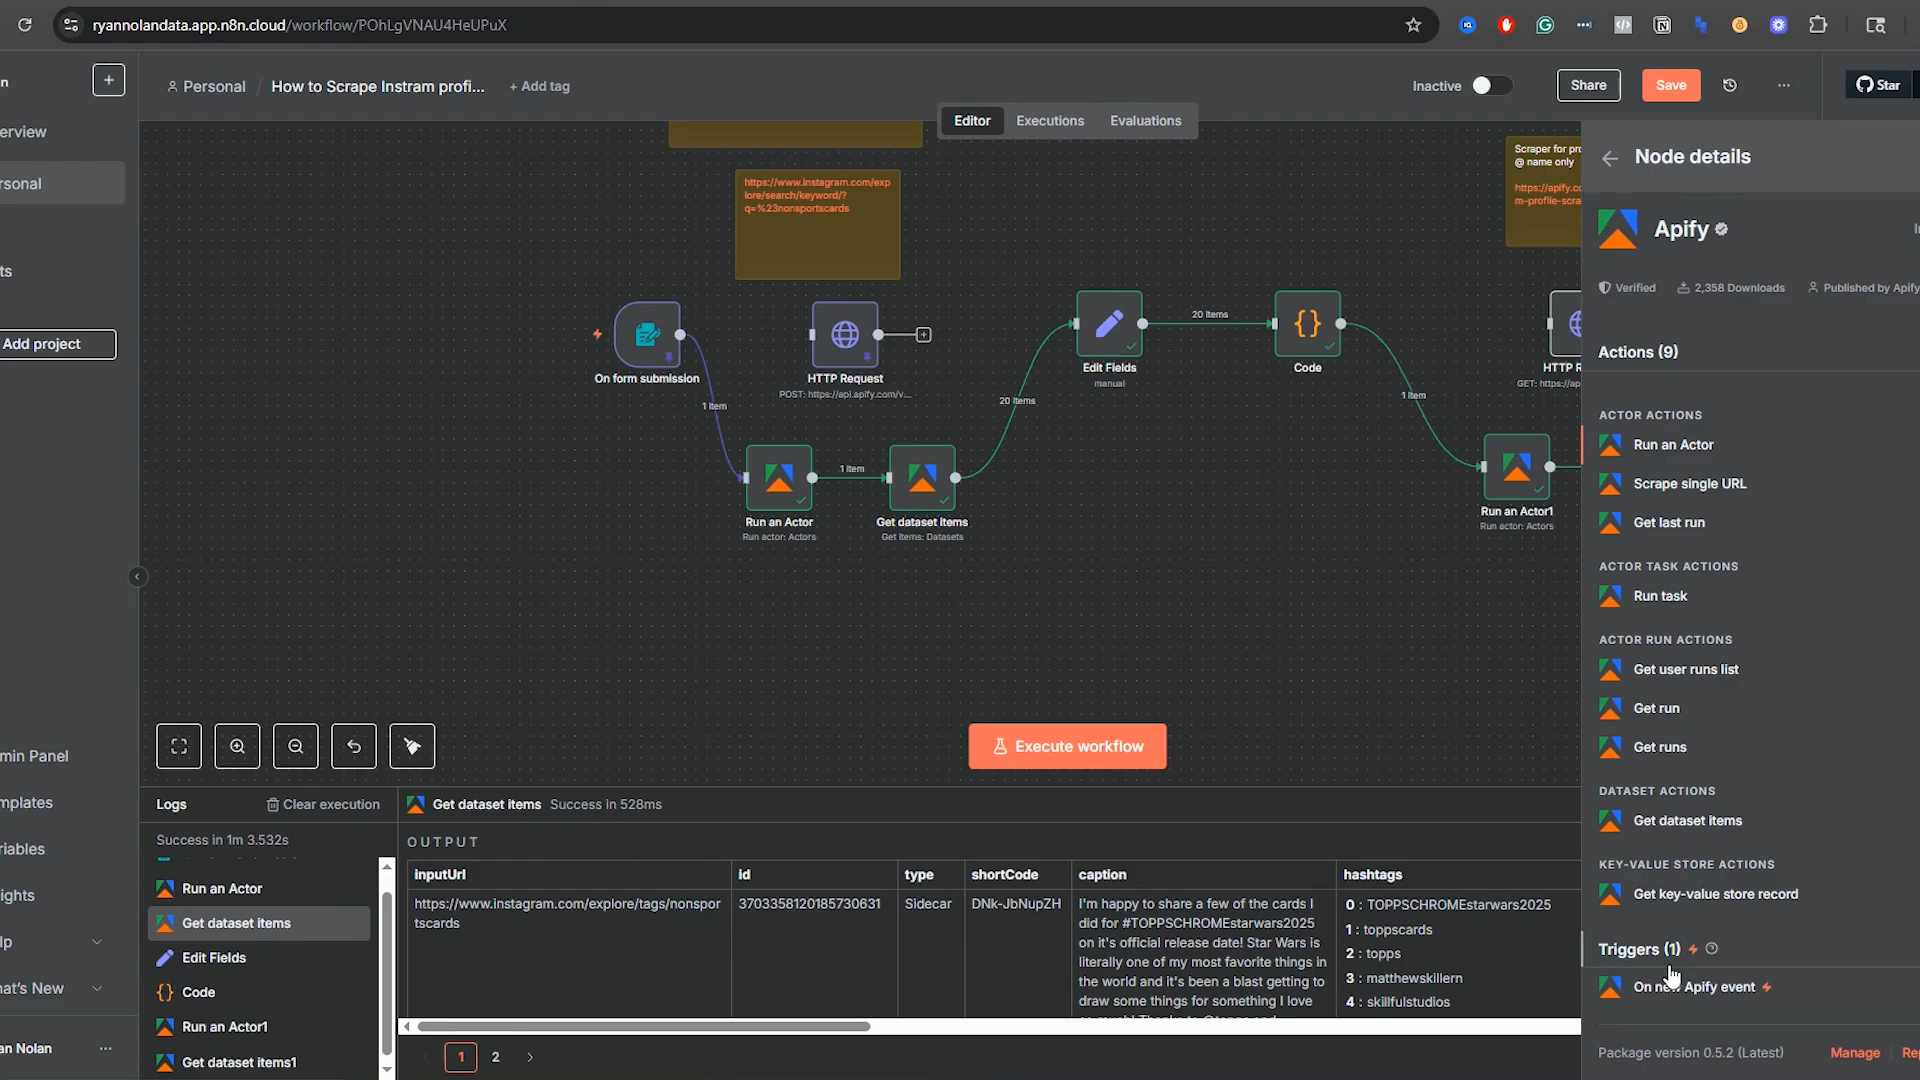 ryannolandata.app.n8n.cloud/workflow/POhLgVNAU4HeUPuX
Personal / How to Scrape Instram profi... + Add tag
Inactive
Share
Save
Star
Editor
Executions
Evaluations
erview
rsonal
ts
Add project
min Panel
mplates
riables
ights
lp
hat's New
an Nolan
https://www.instagram.com/exp
lore/search/keyword/?
q=%23nonsportscards
Scraper for pro
@ name only
https://apify.co
m-profile-scra
On form submission
1 item
HTTP Request
POST: https://api.apify.com/v...
Run an Actor
Run actor: Actors
1 item
Get dataset items
Get items: Datasets
20 items
Edit Fields
manual
20 items
Code
1 item
Run an Actor1
Run actor: Actors
HTTP R
GET: https://ap
Execute workflow
Logs
Clear execution
Success in 1m 3.532s
Run an Actor
Get dataset items
Edit Fields
Code
Run an Actor1
Get dataset items1
Get dataset items Success in 528ms
OUTPUT
inputUrl id type shortCode caption hashtags
https://www.instagram.com/explore/tags/nonspor
tscards
3703358120185730631
Sidecar
DNk-JbNupZH
I'm happy to share a few of the cards I
did for #TOPPSCHROMEstarwars2025
on it's official release date! Star Wars is
literally one of my most favorite things in
the world and it's been a blast getting to
draw some things for something I love
0 : TOPPSCHROMEstarwars2025
1 : toppscards
2 : topps
3 : matthewskillern
4 : skillfulstudios
1
2
Node details
Apify
Verified
2,358 Downloads
Published by Apify
Actions (9)
ACTOR ACTIONS
Run an Actor
Scrape single URL
Get last run
ACTOR TASK ACTIONS
Run task
ACTOR RUN ACTIONS
Get user runs list
Get run
Get runs
DATASET ACTIONS
Get dataset items
KEY-VALUE STORE ACTIONS
Get key-value store record
Triggers (1)
On new Apify event
Package version 0.5.2 (Latest)
Manage
Rep